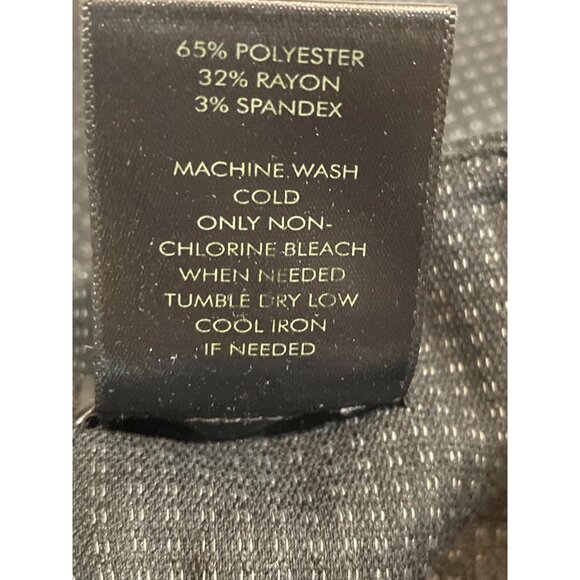 65% POLYESTER
32% RAYON
3% SPANDEX
MACHINE WASH
COLD
ONLY NON-
CHLORINE BLEACH
WHEN NEEDED
TUMBLE DRY LOW
COOL IRON
IF NEEDED